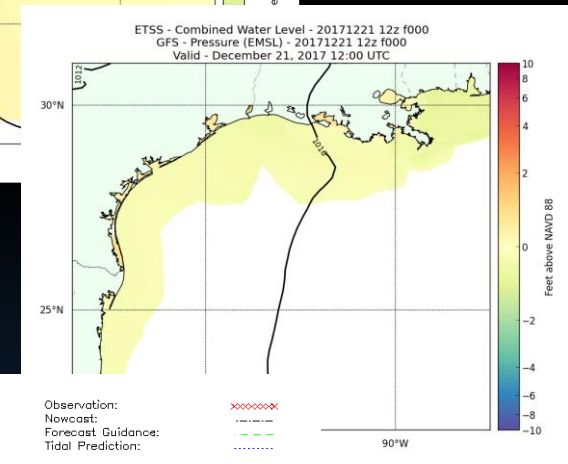 ETSS - Combined Water Level - 20171221 12z f000
GFS - Pressure (EMSL) - 20171221 12z f000
Valid - December 21, 2017 12:00 UTC
1012
30°N
1016
25°N
90°W
10
8
6
4
2
0
−2
−4
−6
−8
−10
Feet above NAVD 88
Observation:
Nowcast:
Forecast Guidance:
Tidal Prediction: